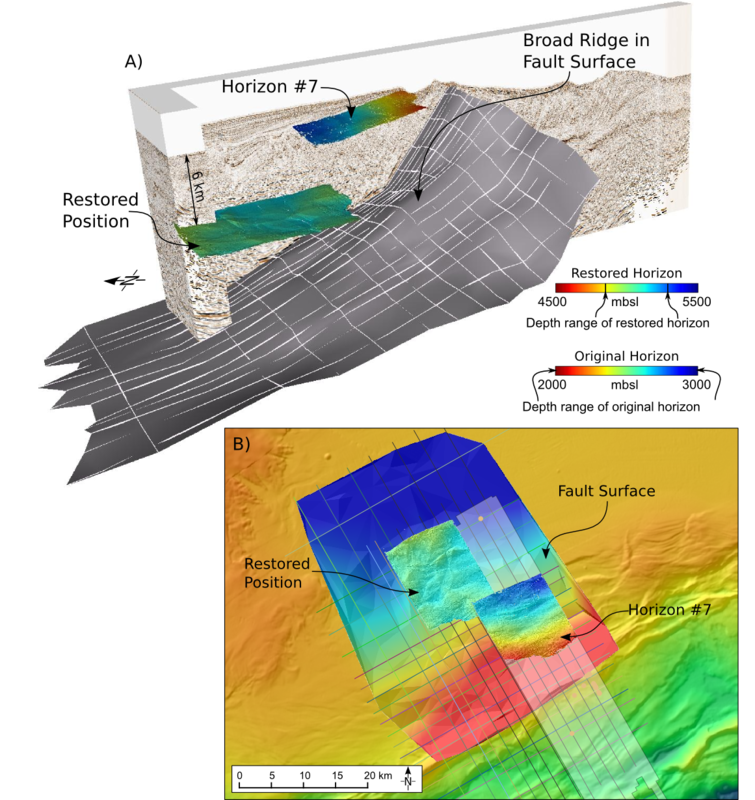 A)
Broad Ridge in
Fault Surface
Horizon #7
6 km
Restored
Position
N
Restored Horizon
4500 mbsl 5500
Depth range of restored horizon
Original Horizon
2000 mbsl 3000
Depth range of original horizon
B)
Fault Surface
Restored
Position
Horizon #7
0 5 10 20 km
N